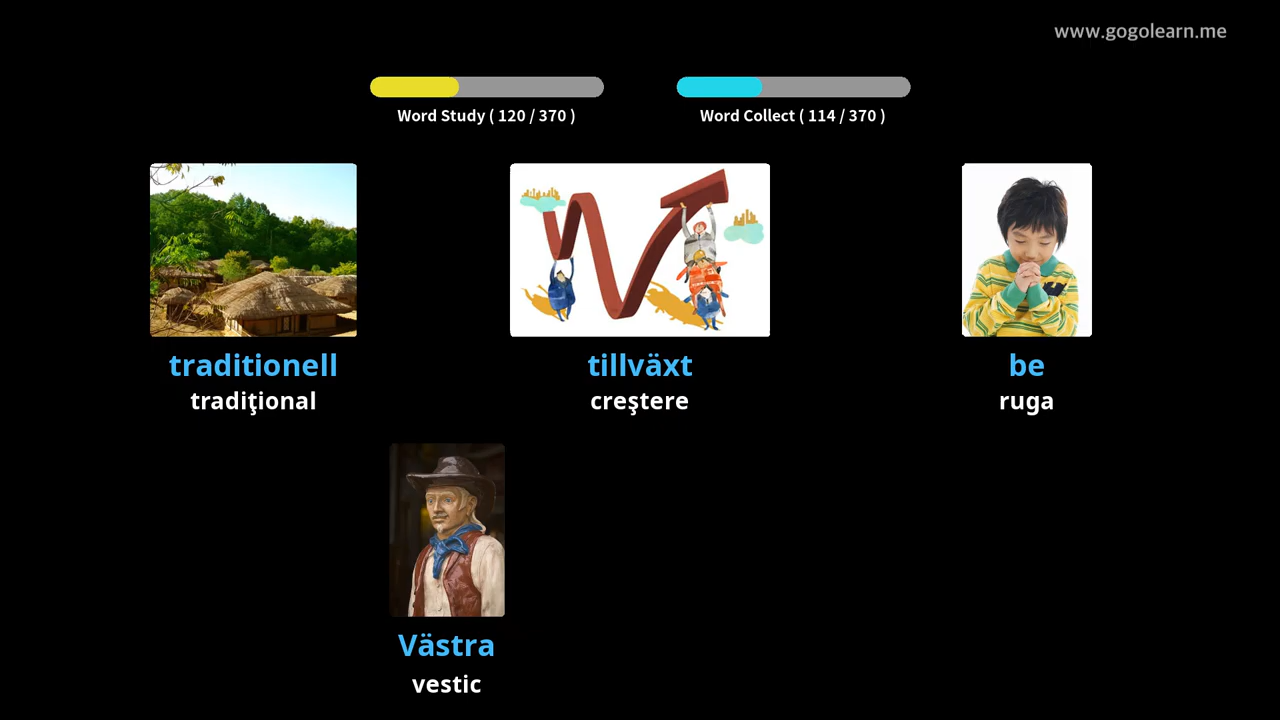 www.gogolearn.me
Word Study ( 120 / 370 )
Word Collect ( 114 / 370 )
traditionell
tradiţional
tillväxt
creştere
be
ruga
Västra
vestic